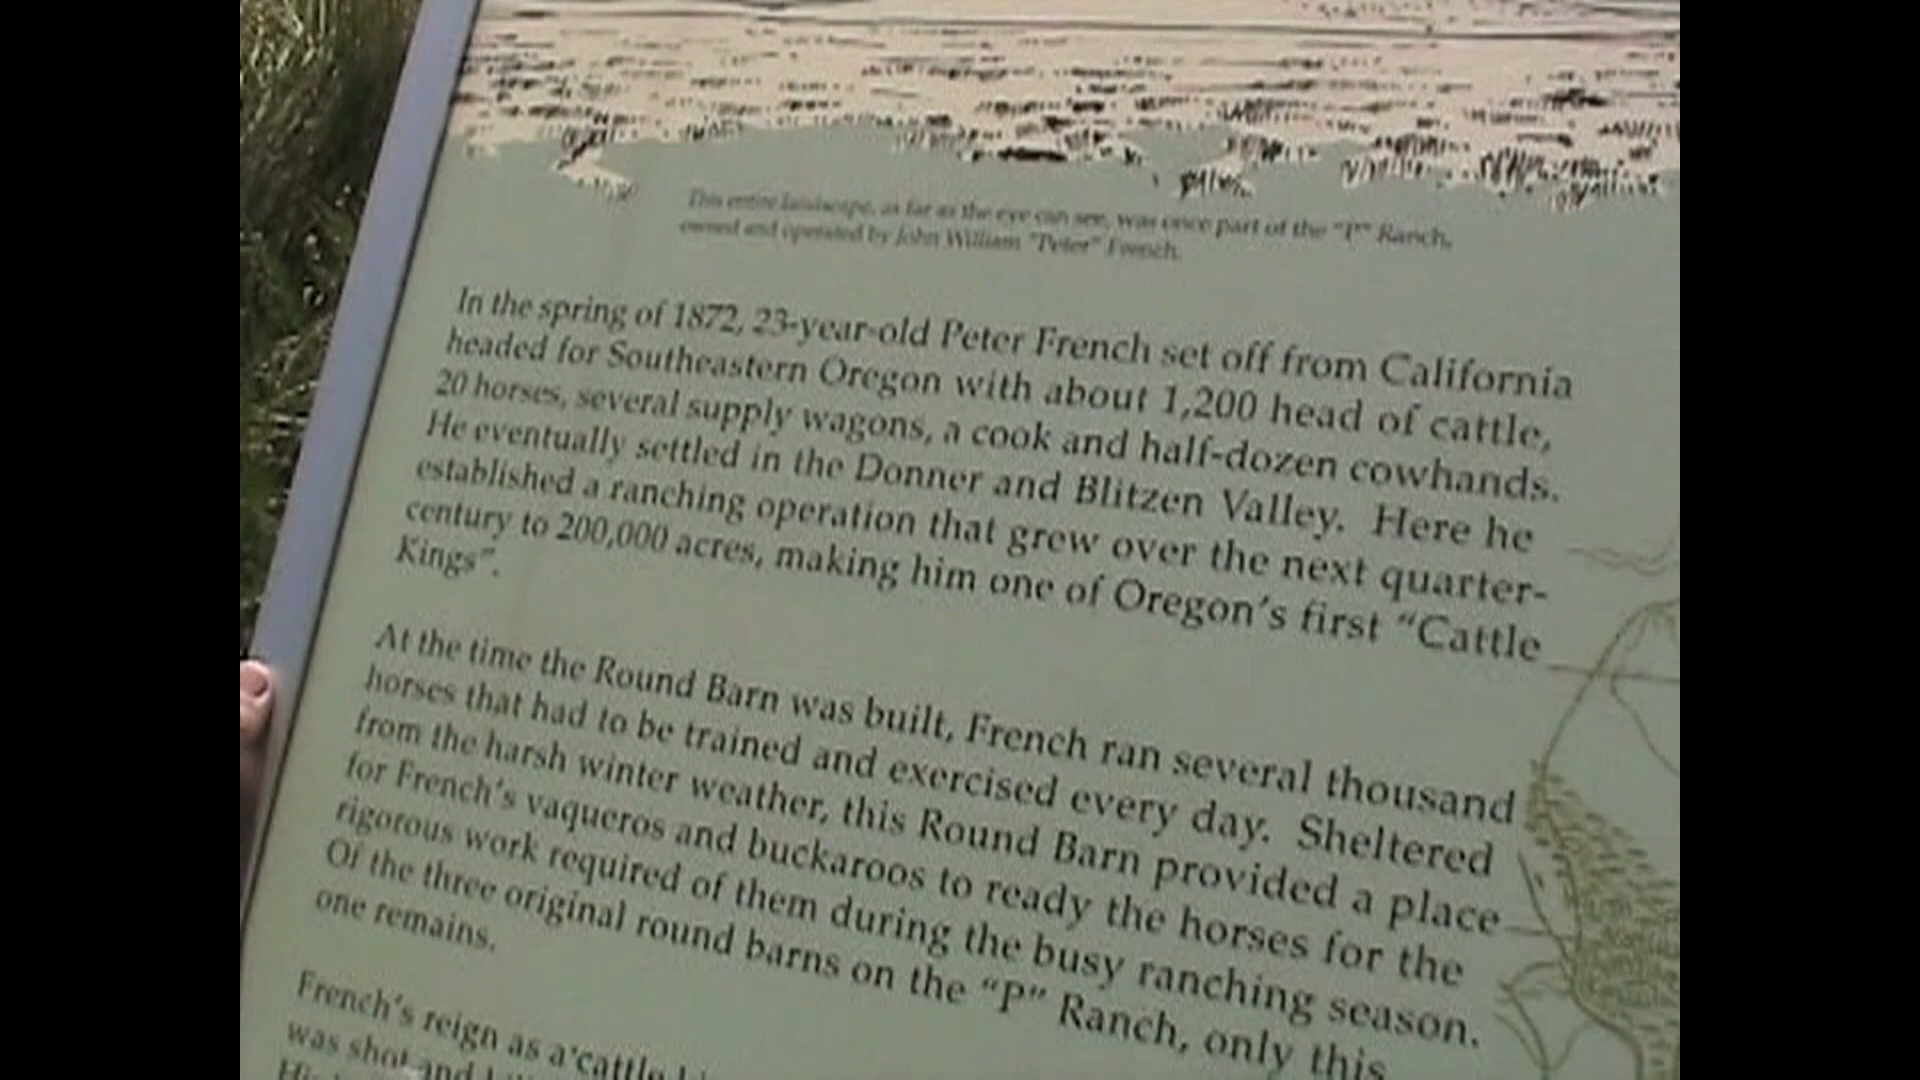 This entire landscape, as far as the eye can see, was once part of the "P" Ranch,
owned and operated by John William "Peter" French.
In the spring of 1872, 23-year-old Peter French set off from California
headed for Southeastern Oregon with about 1,200 head of cattle,
20 horses, several supply wagons, a cook and half-dozen cowhands.
He eventually settled in the Donner and Blitzen Valley. Here he
established a ranching operation that grew over the next quarter-
century to 200,000 acres, making him one of Oregon's first "Cattle
Kings".
At the time the Round Barn was built, French ran several thousand
horses that had to be trained and exercised every day. Sheltered
from the harsh winter weather, this Round Barn provided a place
for French's vaqueros and buckaroos to ready the horses for the
rigorous work required of them during the busy ranching season.
Of the three original round barns on the "P" Ranch, only this
one remains.
French's reign as a cattle
was shot and